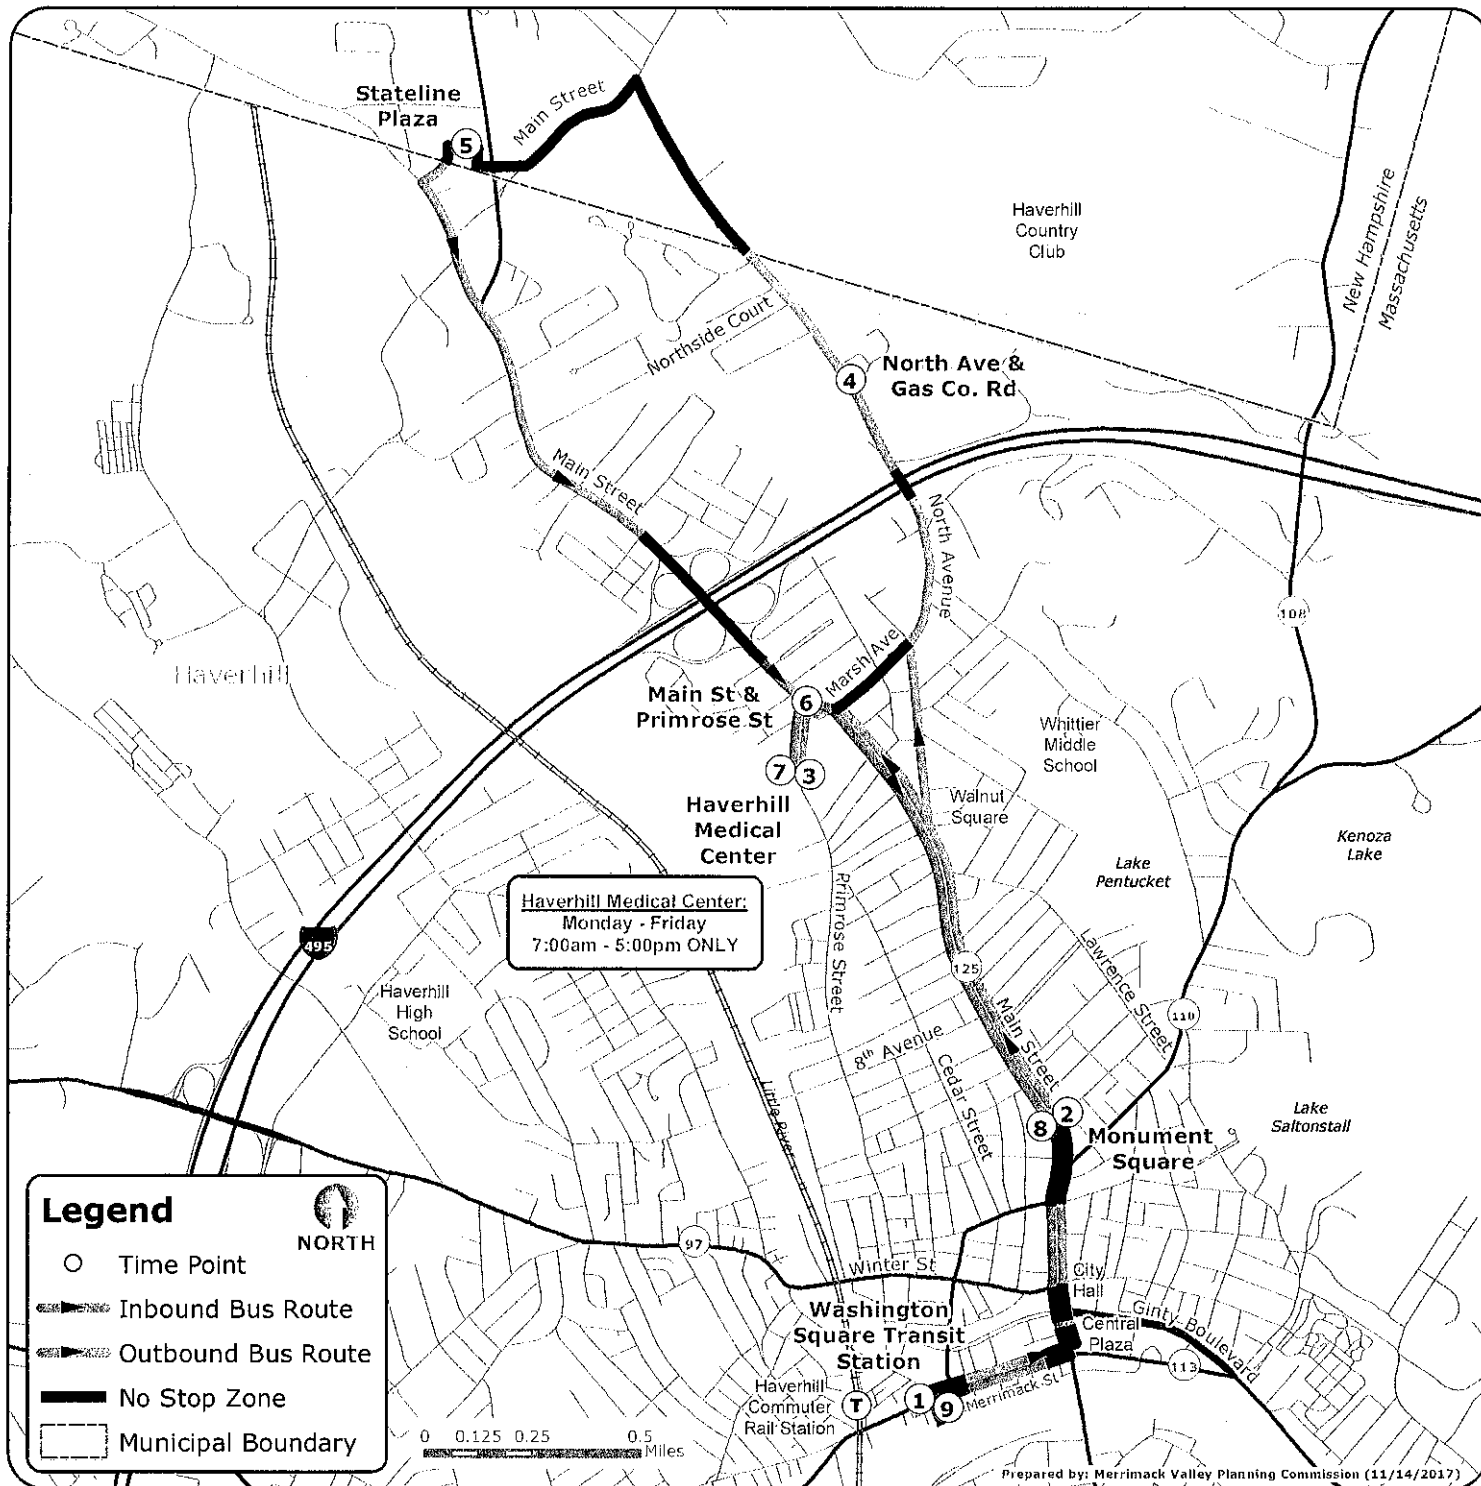 Stateline
Plaza
5
Main Street
Haverhill
Country
Club
New Hampshire
Massachusetts
Northside Court
4
North Ave &
Gas Co. Rd
Main Street
North Avenue
108
Haverhill
Main St &
Primrose St
6
Marsh Ave
Whittier
Middle
School
7
3
Haverhill
Medical
Center
Walnut
Square
Kenoza
Lake
Lake
Pentucket
Haverhill Medical Center:
Monday - Friday
7:00am - 5:00pm ONLY
Primrose Street
495
125
Lawrence Street
Haverhill
High
School
Main Street
110
8th Avenue
Cedar Street
Little River
2
8
Monument
Square
Lake
Saltonstall
Legend
NORTH
Time Point
Inbound Bus Route
Outbound Bus Route
No Stop Zone
Municipal Boundary
97
Winter St
City
Hall
Washington
Square Transit
Station
Ginty Boulevard
Central
Plaza
113
Haverhill
Commuter
Rail Station
T
1
9
Merrimack St
0 0.125 0.25 0.5
Miles
Prepared by: Merrimack Valley Planning Commission (11/14/2017)